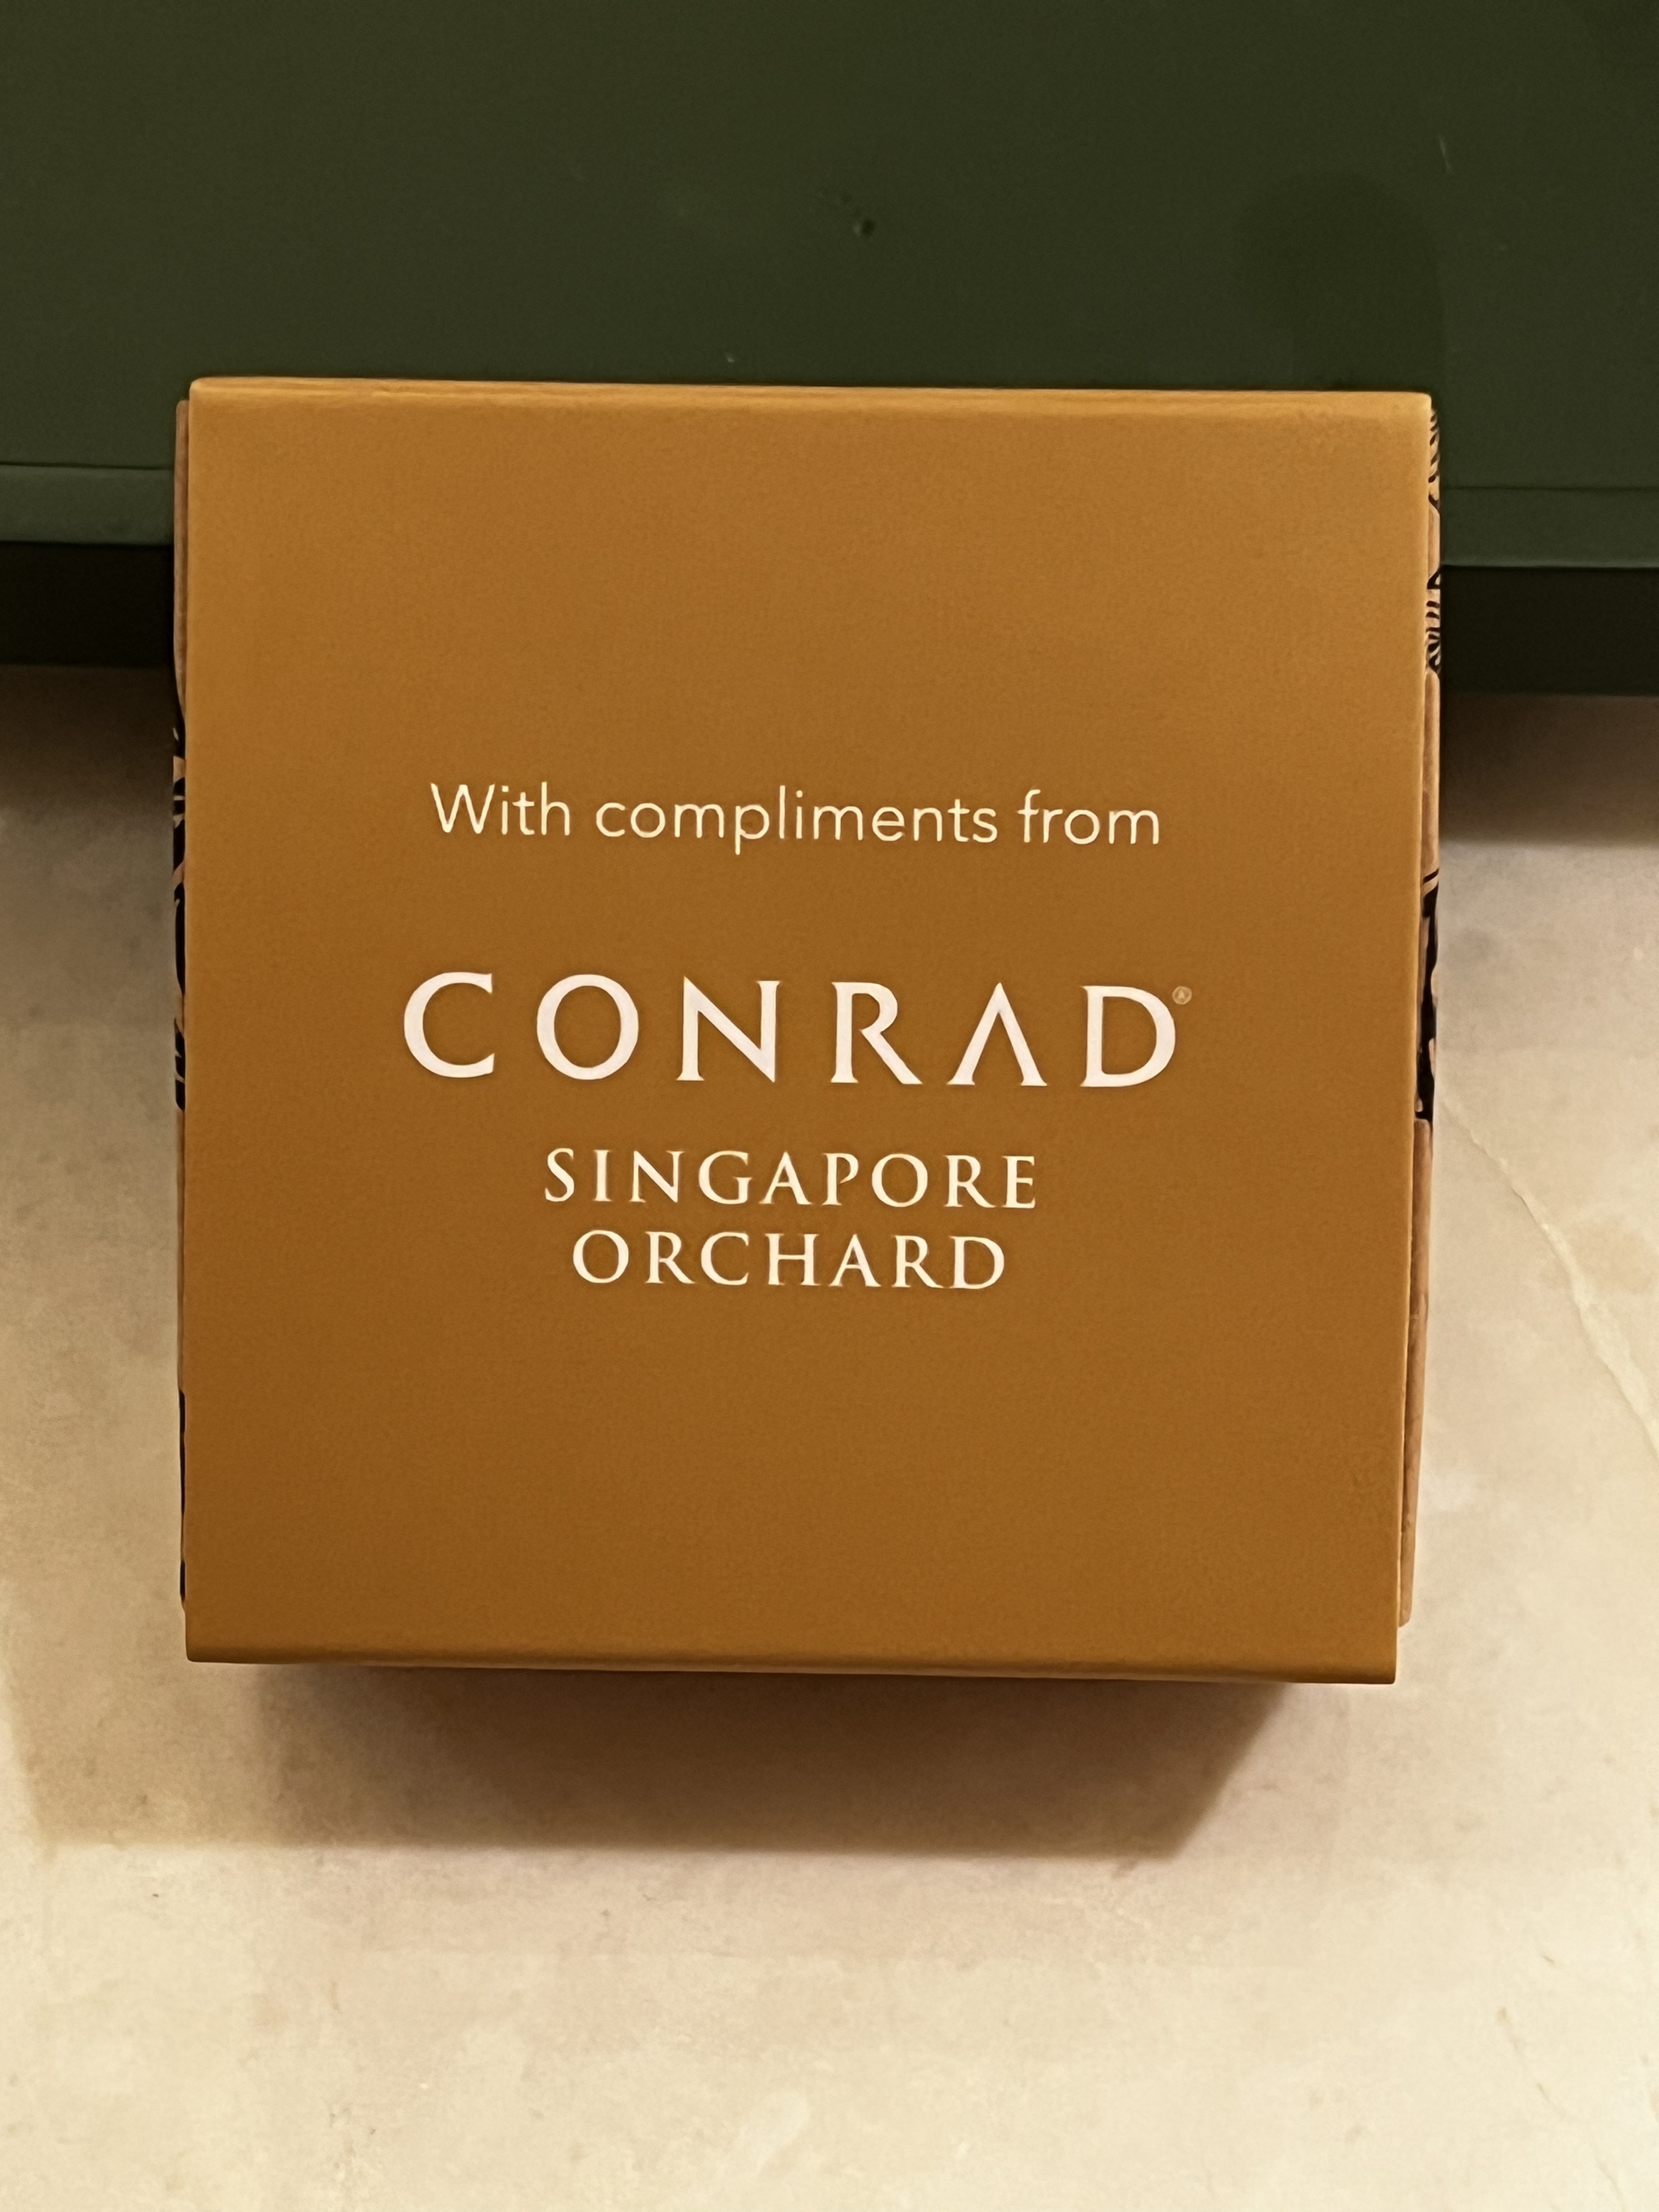 With compliments from
CONRAD®
SINGAPORE
ORCHARD